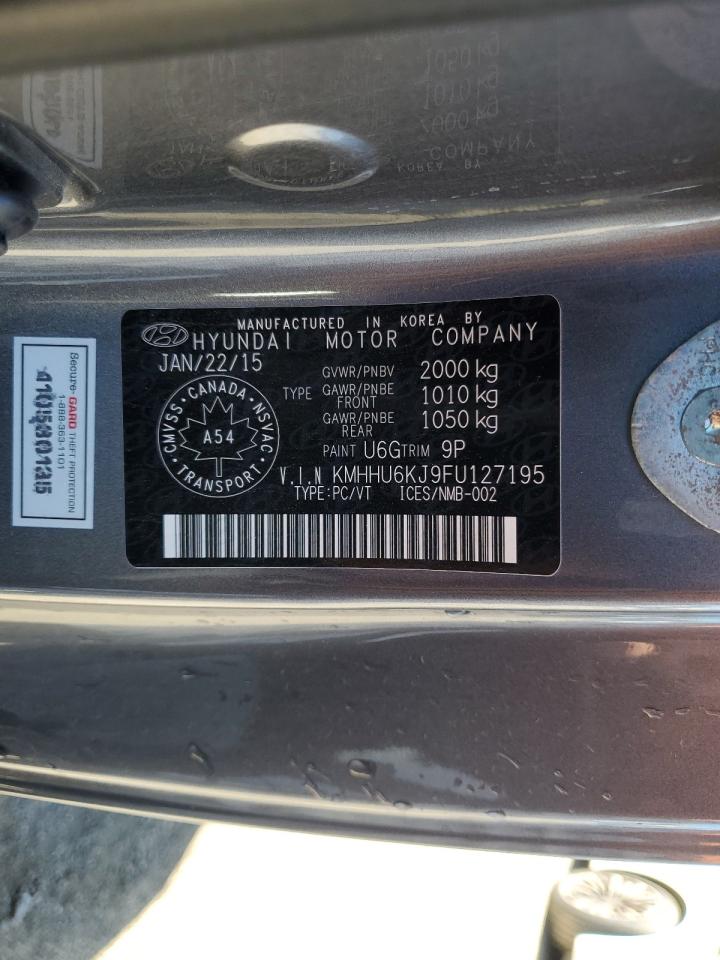 MANUFACTURED IN KOREA BY
HYUNDAI MOTOR COMPANY
JAN/22/15
GVWR/PNBV 2000 kg
TYPE GAWR/PNBE FRONT 1010 kg
GAWR/PNBE REAR 1050 kg
PAINT U6G TRIM 9P
V.I.N KMHHU6KJ9FU127195
TYPE:PC/VT ICES/NMB-002
CMVSS · CANADA · NSVAC
A54
TRANSPORT
Secure-GARD THEFT PROTECTION
1-888-363-1101